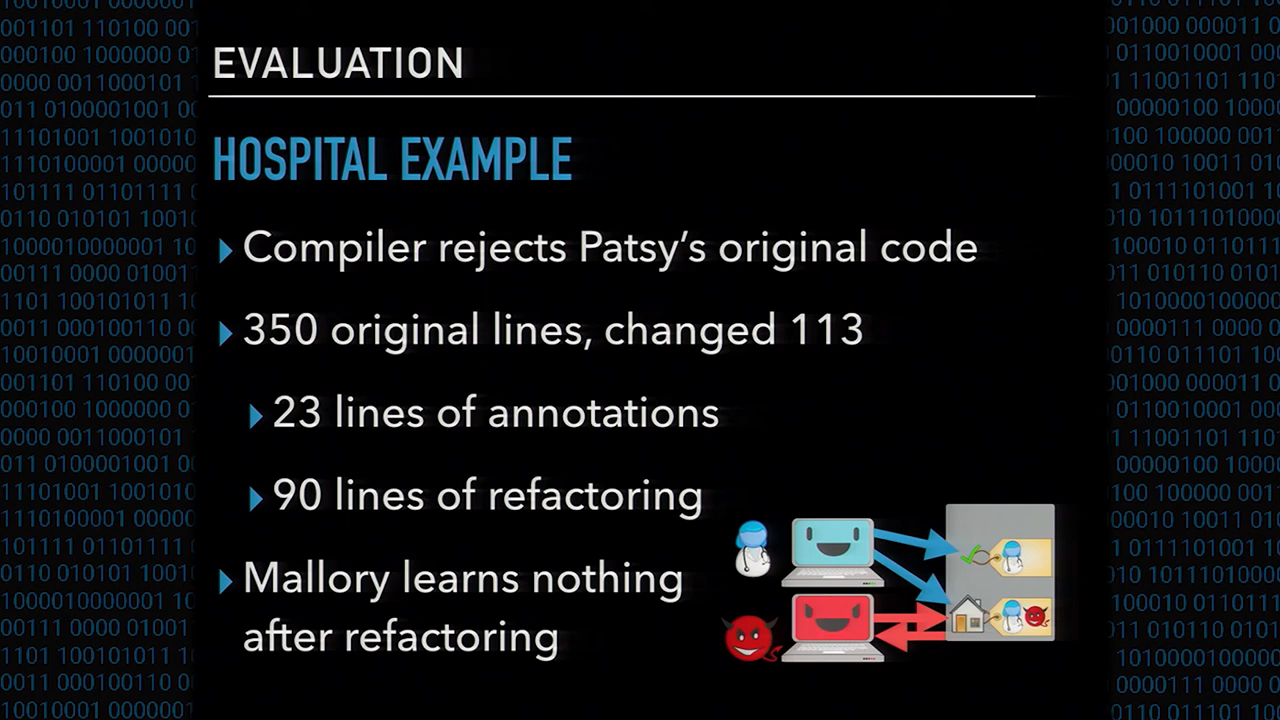 EVALUATION
HOSPITAL EXAMPLE
Compiler rejects Patsy's original code
350 original lines, changed 113
23 lines of annotations
90 lines of refactoring
Mallory learns nothing
after refactoring